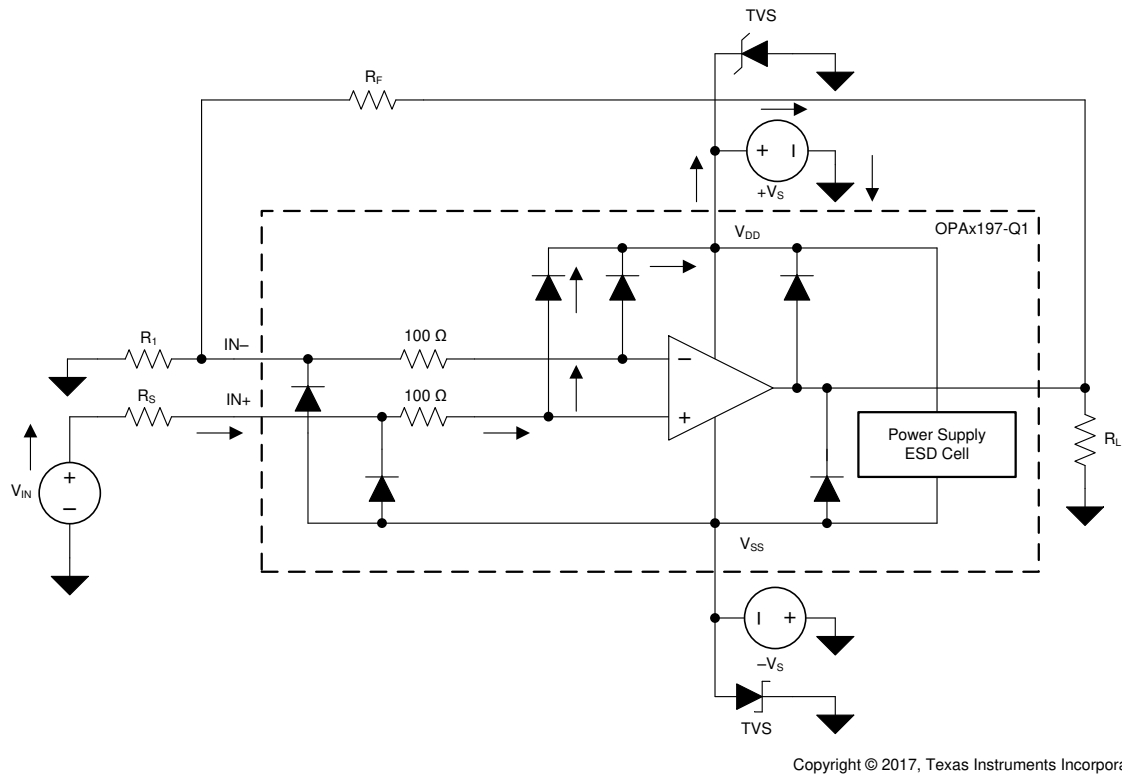 TVS
R_F
+V_S
OPAx197-Q1
V_DD
R_1
IN–
100 Ω
–
R_S
IN+
100 Ω
+
V_IN
+
–
+
–
Power Supply
ESD Cell
R_L
V_SS
–
+
–V_S
TVS
Copyright © 2017, Texas Instruments Incorpora